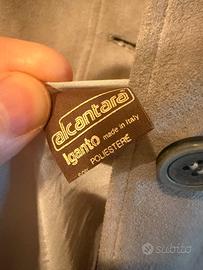 alcantara
Iganto made in Italy
POLIESTERE
subito